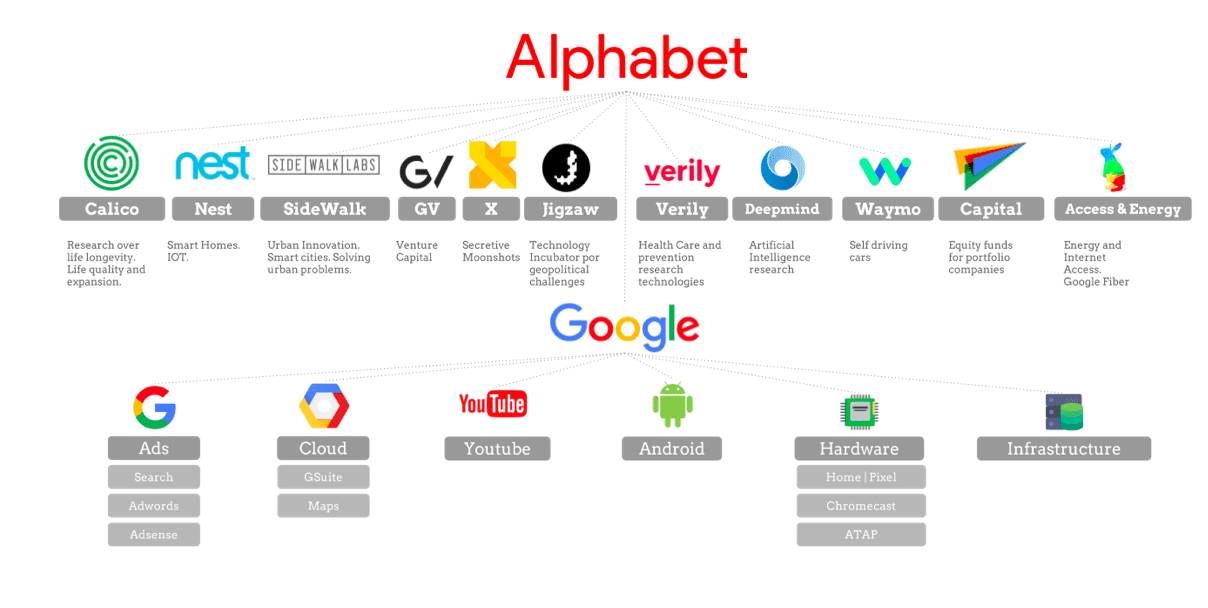 Alphabet
nest
SIDE WALK LABS
G/
verily
Calico
Nest
SideWalk
GV
X
Jigzaw
Verily
Deepmind
Waymo
Capital
Access & Energy
Research over
life longevity.
Life quality and
expansion.
Smart Homes.
IOT.
Urban Innovation.
Smart cities. Solving
urban problems.
Venture
Capital
Secretive
Moonshots
Technology
Incubator por
geopolitical
challenges
Health Care and
prevention
research
technologies
Artificial
Intelligence
research
Self driving
cars
Equity funds
for portfolio
companies
Energy and
Internet
Access.
Google Fiber
Google
G
YouTube
Ads
Cloud
Youtube
Android
Hardware
Infrastructure
Search
GSuite
Home | Pixel
Adwords
Maps
Chromecast
Adsense
ATAP